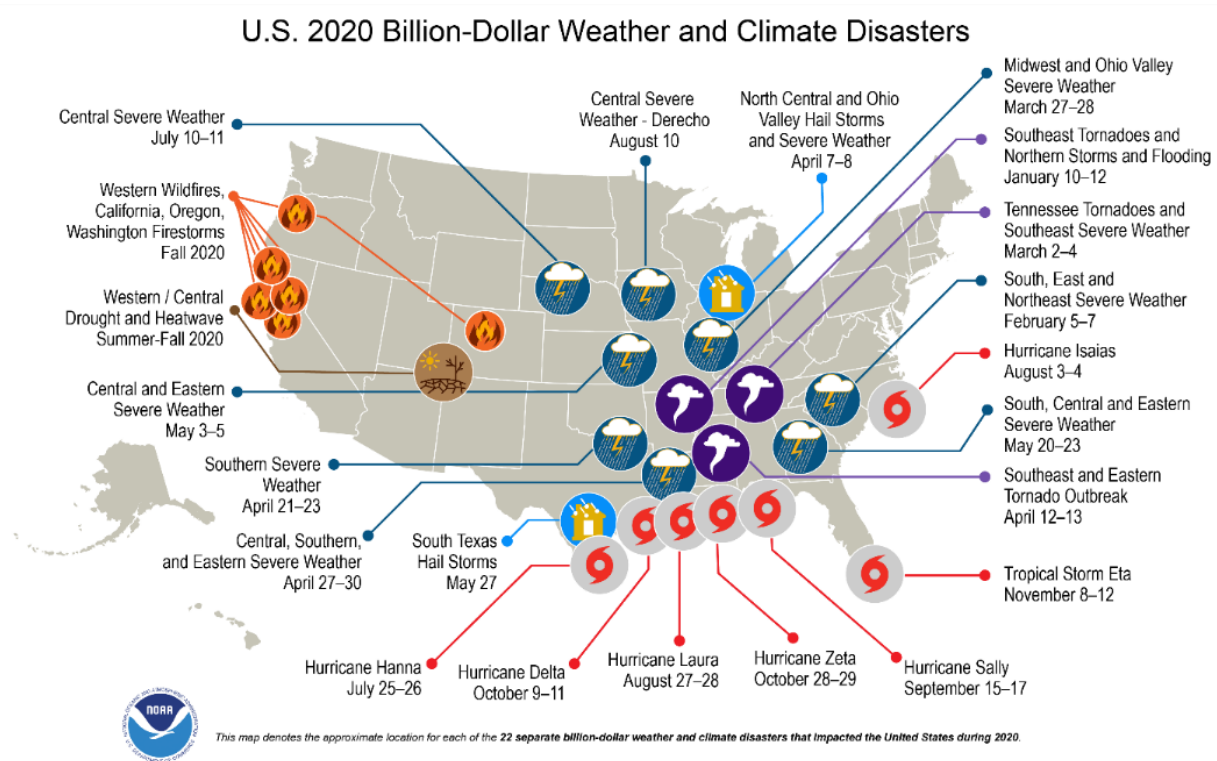 U.S. 2020 Billion-Dollar Weather and Climate Disasters
Central Severe Weather
July 10–11
Central Severe
Weather - Derecho
August 10
North Central and Ohio
Valley Hail Storms
and Severe Weather
April 7–8
Midwest and Ohio Valley
Severe Weather
March 27–28
Southeast Tornadoes and
Northern Storms and Flooding
January 10–12
Tennessee Tornadoes and
Southeast Severe Weather
March 2–4
South, East and
Northeast Severe Weather
February 5–7
Hurricane Isaias
August 3–4
South, Central and Eastern
Severe Weather
May 20–23
Southeast and Eastern
Tornado Outbreak
April 12–13
Tropical Storm Eta
November 8–12
Western Wildfires,
California, Oregon,
Washington Firestorms
Fall 2020
Western / Central
Drought and Heatwave
Summer-Fall 2020
Central and Eastern
Severe Weather
May 3–5
Southern Severe
Weather
April 21–23
Central, Southern,
and Eastern Severe Weather
April 27–30
South Texas
Hail Storms
May 27
Hurricane Hanna
July 25–26
Hurricane Delta
October 9–11
Hurricane Laura
August 27–28
Hurricane Zeta
October 28–29
Hurricane Sally
September 15–17
NOAA
This map denotes the approximate location for each of the 22 separate billion-dollar weather and climate disasters that impacted the United States during 2020.